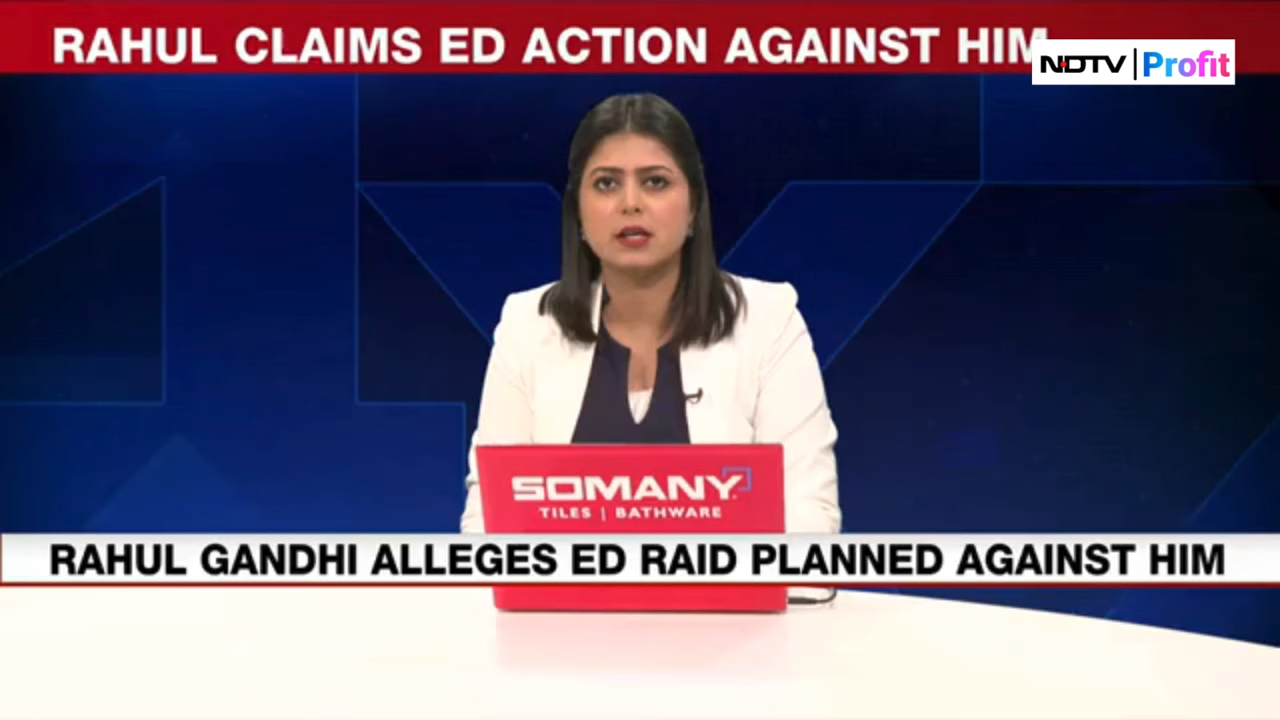 RAHUL CLAIMS ED ACTION AGAINST HIM
NDTV | Profit
SOMANY
TILES | BATHWARE
RAHUL GANDHI ALLEGES ED RAID PLANNED AGAINST HIM